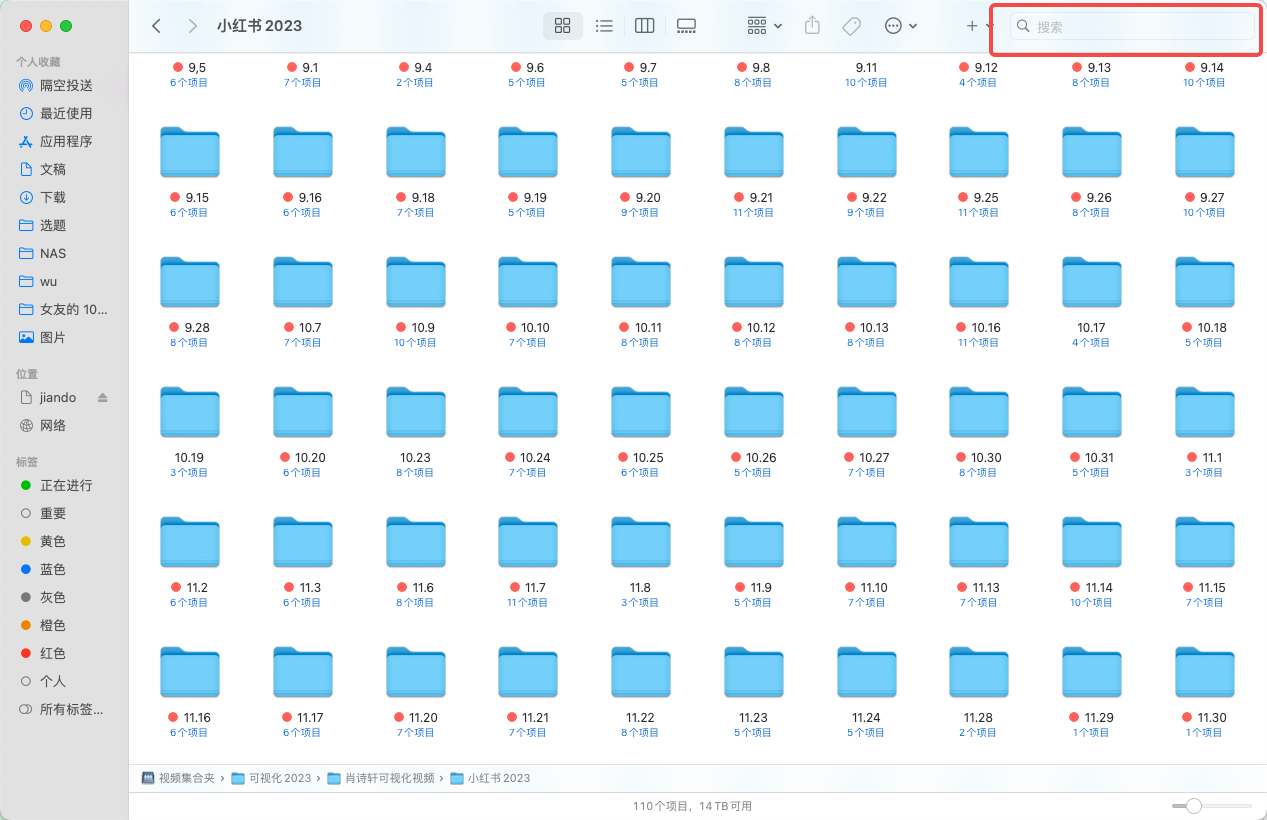 小红书 2023
搜索
个人收藏
隔空投送
最近使用
应用程序
文稿
下载
选题
NAS
wu
女友的 10...
图片
位置
jiando
网络
标签
正在进行
重要
黄色
蓝色
灰色
橙色
红色
个人
所有标签...
9,5 9.1 9.4 9.6 9.7 9.8 9.11 9.12 9.13 9.14
6个项目 7个项目 2个项目 5个项目 5个项目 8个项目 10个项目 4个项目 8个项目 10个项目
9.15 9.16 9.18 9.19 9.20 9.21 9.22 9.25 9.26 9.27
6个项目 6个项目 7个项目 5个项目 9个项目 11个项目 9个项目 11个项目 8个项目 10个项目
9.28 10.7 10.9 10.10 10.11 10.12 10.13 10.16 10.17 10.18
8个项目 7个项目 10个项目 7个项目 8个项目 8个项目 8个项目 11个项目 4个项目 5个项目
10.19 10.20 10.23 10.24 10.25 10.26 10.27 10.30 10.31 11.1
3个项目 6个项目 8个项目 7个项目 6个项目 5个项目 7个项目 8个项目 5个项目 3个项目
11.2 11.3 11.6 11.7 11.8 11.9 11.10 11.13 11.14 11.15
6个项目 6个项目 8个项目 11个项目 3个项目 5个项目 7个项目 7个项目 10个项目 7个项目
11.16 11.17 11.20 11.21 11.22 11.23 11.24 11.28 11.29 11.30
6个项目 6个项目 7个项目 7个项目 8个项目 5个项目 5个项目 2个项目 1个项目 1个项目
视频集合夹 › 可视化 2023 › 肖诗轩可视化视频 › 小红书 2023
110个项目，14 TB可用